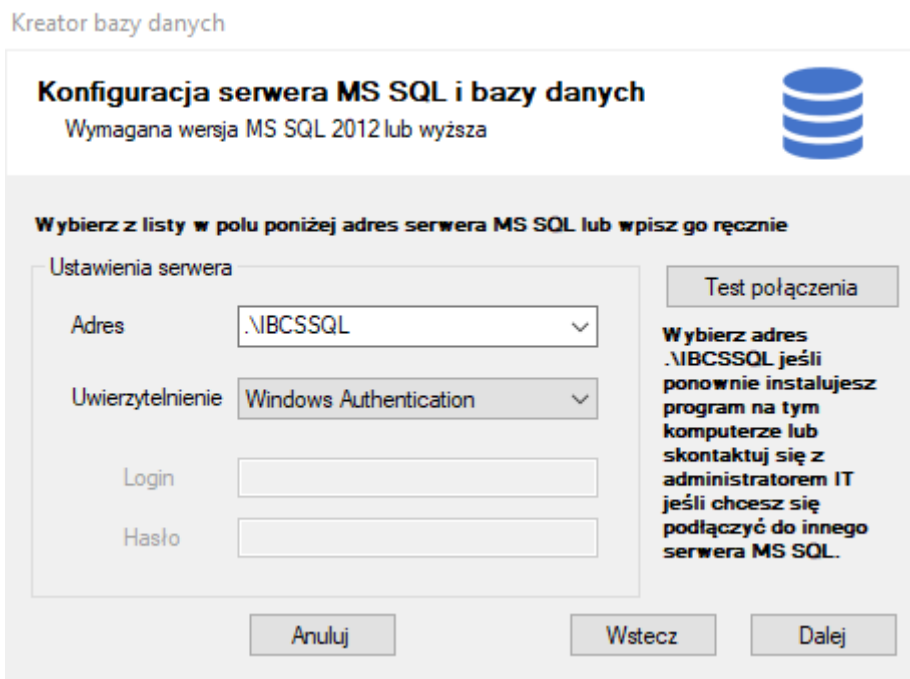 Kreator bazy danych
Konfiguracja serwera MS SQL i bazy danych
Wymagana wersja MS SQL 2012 lub wyższa
Wybierz z listy w polu poniżej adres serwera MS SQL lub wpisz go ręcznie
Ustawienia serwera
Adres
.\IBCSSQL
Uwierzytelnienie
Windows Authentication
Login
Hasło
Test połączenia
Wybierz adres
.\IBCSSQL jeśli
ponownie instalujesz
program na tym
komputerze lub
skontaktuj się z
administratorem IT
jeśli chcesz się
podłączyć do innego
serwera MS SQL.
Anuluj
Wstecz
Dalej